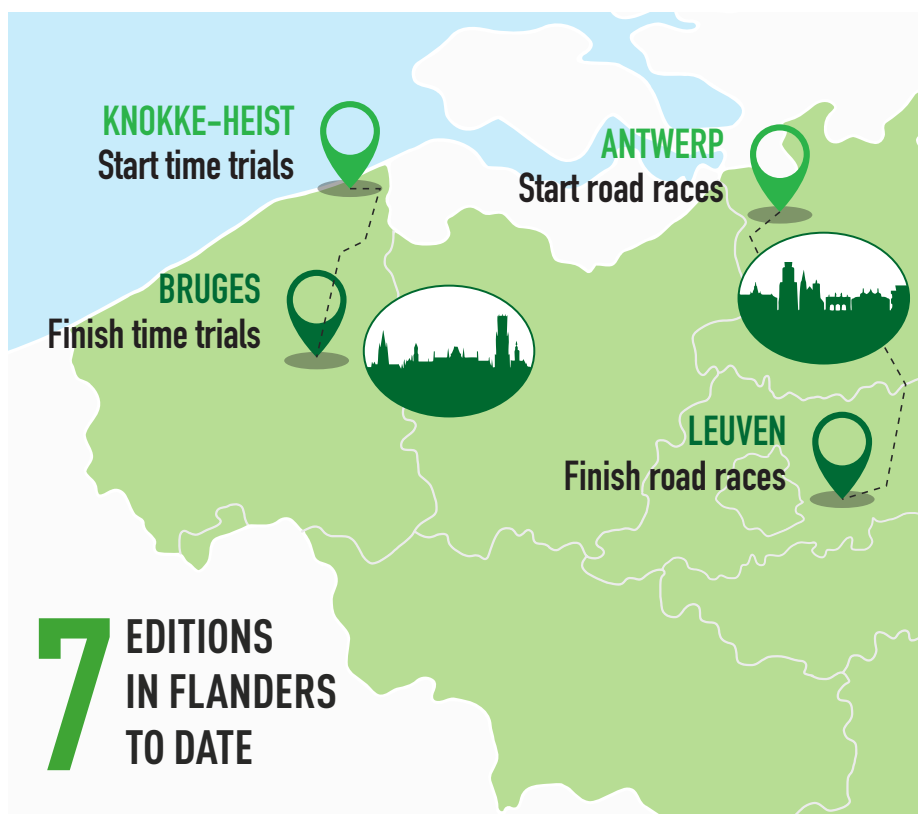 KNOKKE-HEIST
Start time trials
ANTWERP
Start road races
BRUGES
Finish time trials
LEUVEN
Finish road races
7 EDITIONS
IN FLANDERS
TO DATE